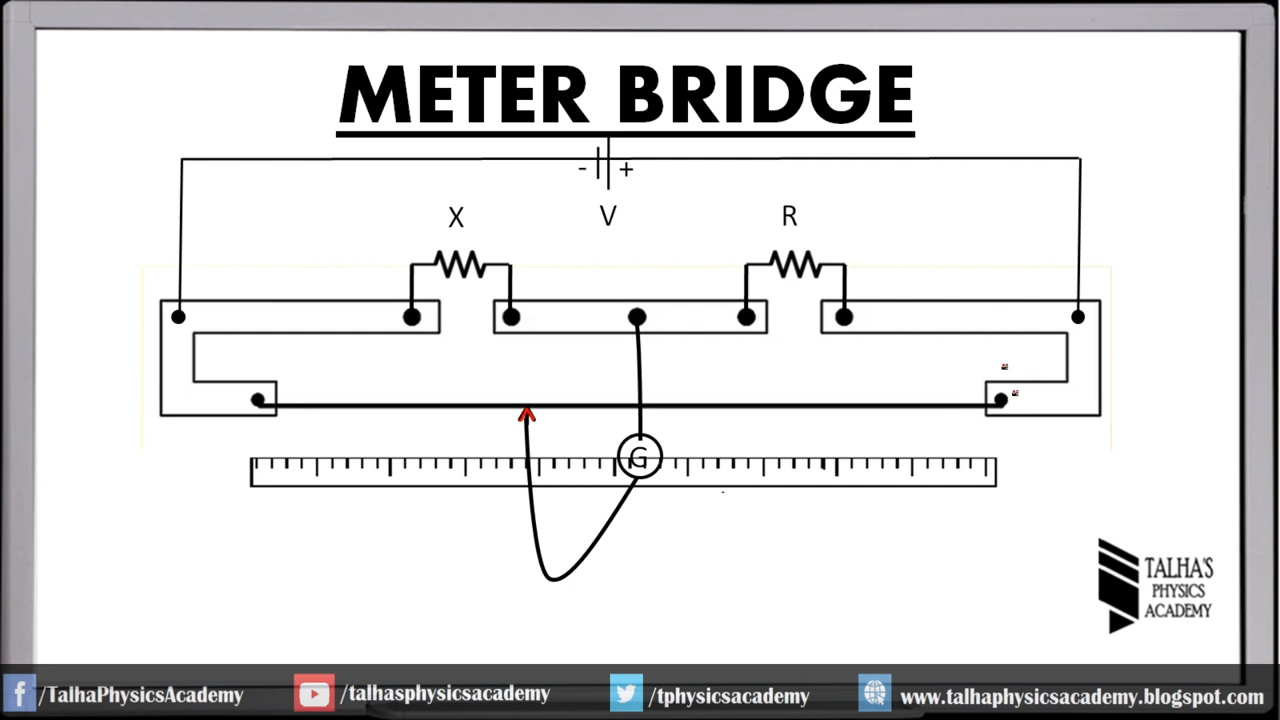 METER BRIDGE
- +
X V R
G
TALHA'S
PHYSICS
ACADEMY
f /TalhaPhysicsAcademy /talhasphysicsacademy /tphysicsacademy www.talhaphysicsacademy.blogspot.com